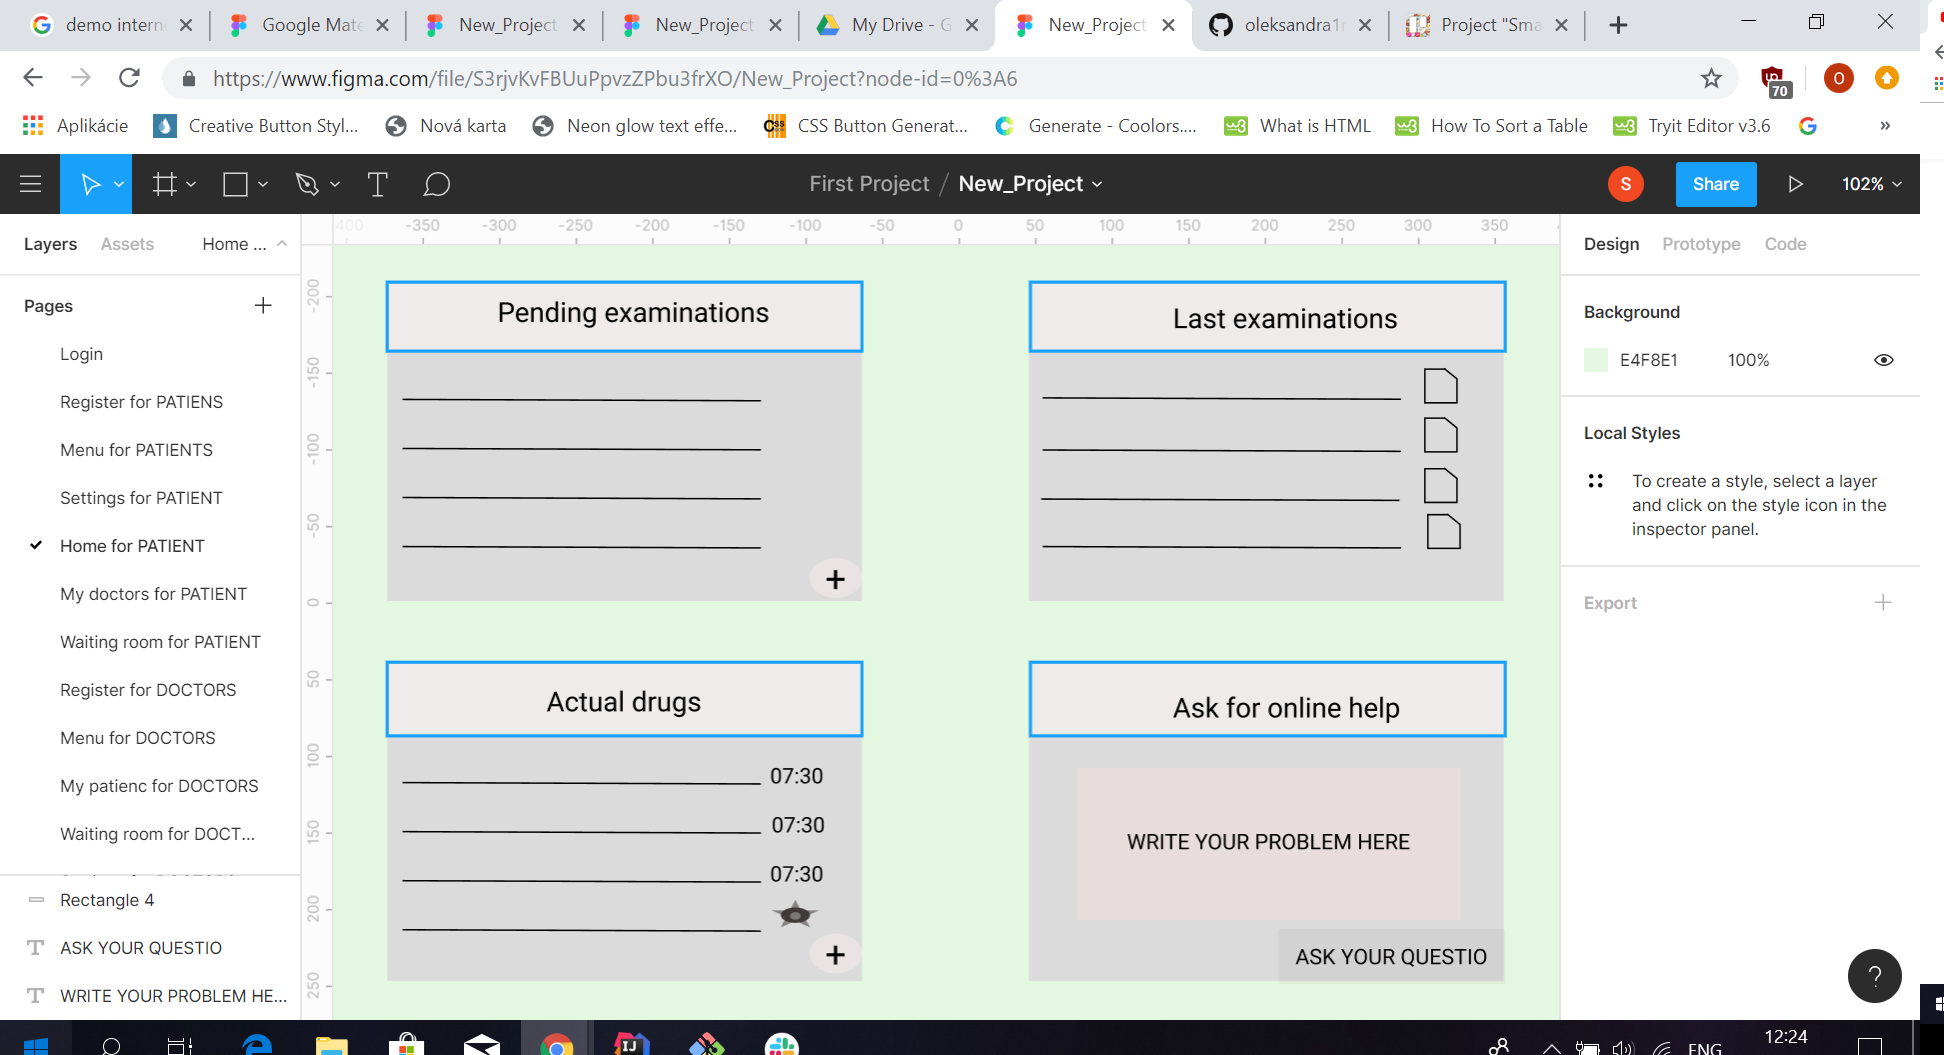 demo intern
Google Mate
New_Project
New_Project
My Drive - G
New_Project
oleksandra1r
Project "Sma
https://www.figma.com/file/S3rjvKvFBUuPpvzZPbu3frXO/New_Project?node-id=0%3A6
70
O
Aplikácie
Creative Button Styl...
Nová karta
Neon glow text effe...
CSS Button Generat...
Generate - Coolors....
What is HTML
How To Sort a Table
Tryit Editor v3.6
»
First Project / New_Project
S
Share
102%
Layers
Assets
Home ...
400 -350 -300 -250 -200 -150 -100 -50 0 50 100 150 200 250 300 350
Design
Prototype
Code
Pages
Login
Register for PATIENS
Menu for PATIENTS
Settings for PATIENT
Home for PATIENT
My doctors for PATIENT
Waiting room for PATIENT
Register for DOCTORS
Menu for DOCTORS
My patienc for DOCTORS
Waiting room for DOCT...
Rectangle 4
ASK YOUR QUESTIO
WRITE YOUR PROBLEM HE...
-200
-150
-100
-50
0
50
100
150
200
250
Pending examinations
+
Last examinations
Actual drugs
07:30
07:30
07:30
+
Ask for online help
WRITE YOUR PROBLEM HERE
ASK YOUR QUESTIO
Background
E4F8E1 100%
Local Styles
To create a style, select a layer
and click on the style icon in the
inspector panel.
Export
?
IJ
ENG
12:24